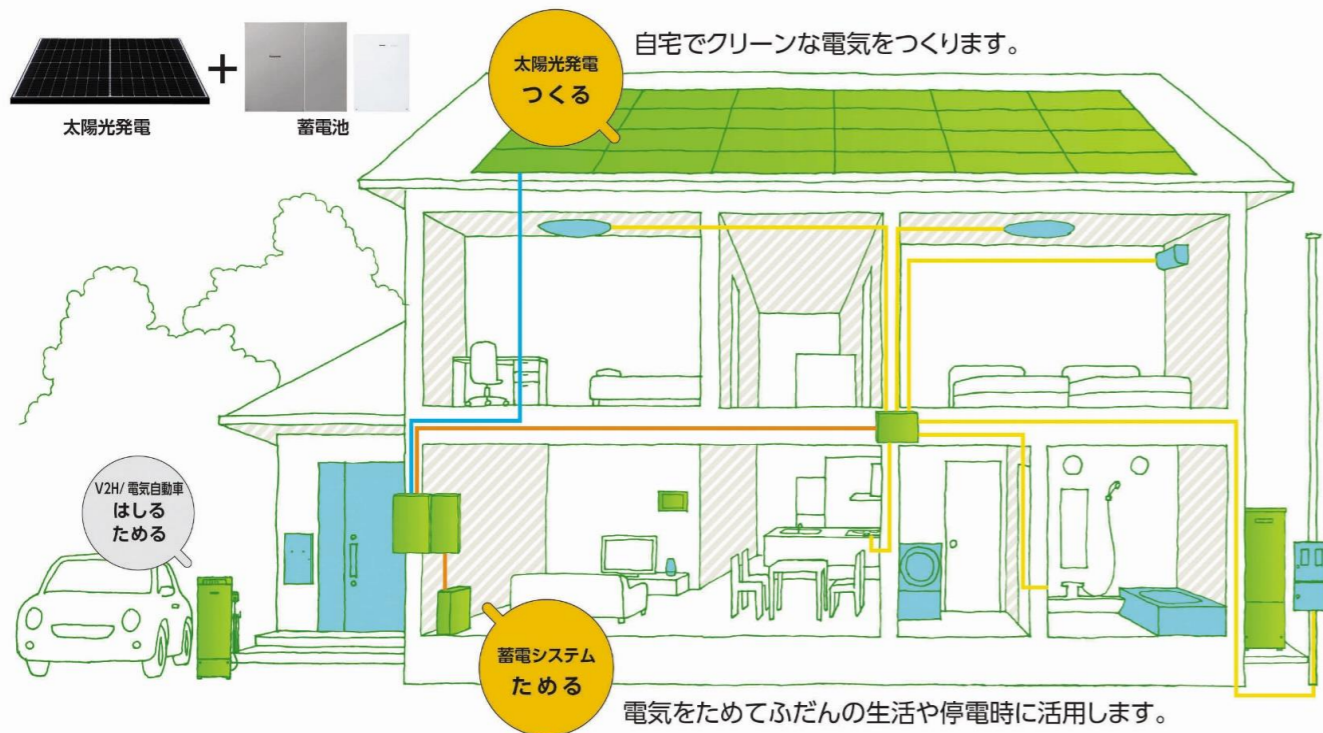 自宅でクリーンな電気をつくります。
太陽光発電
つくる
太陽光発電
+
蓄電池
V2H/電気自動車
はしる
ためる
蓄電システム
ためる
電気をためてふだんの生活や停電時に活用します。